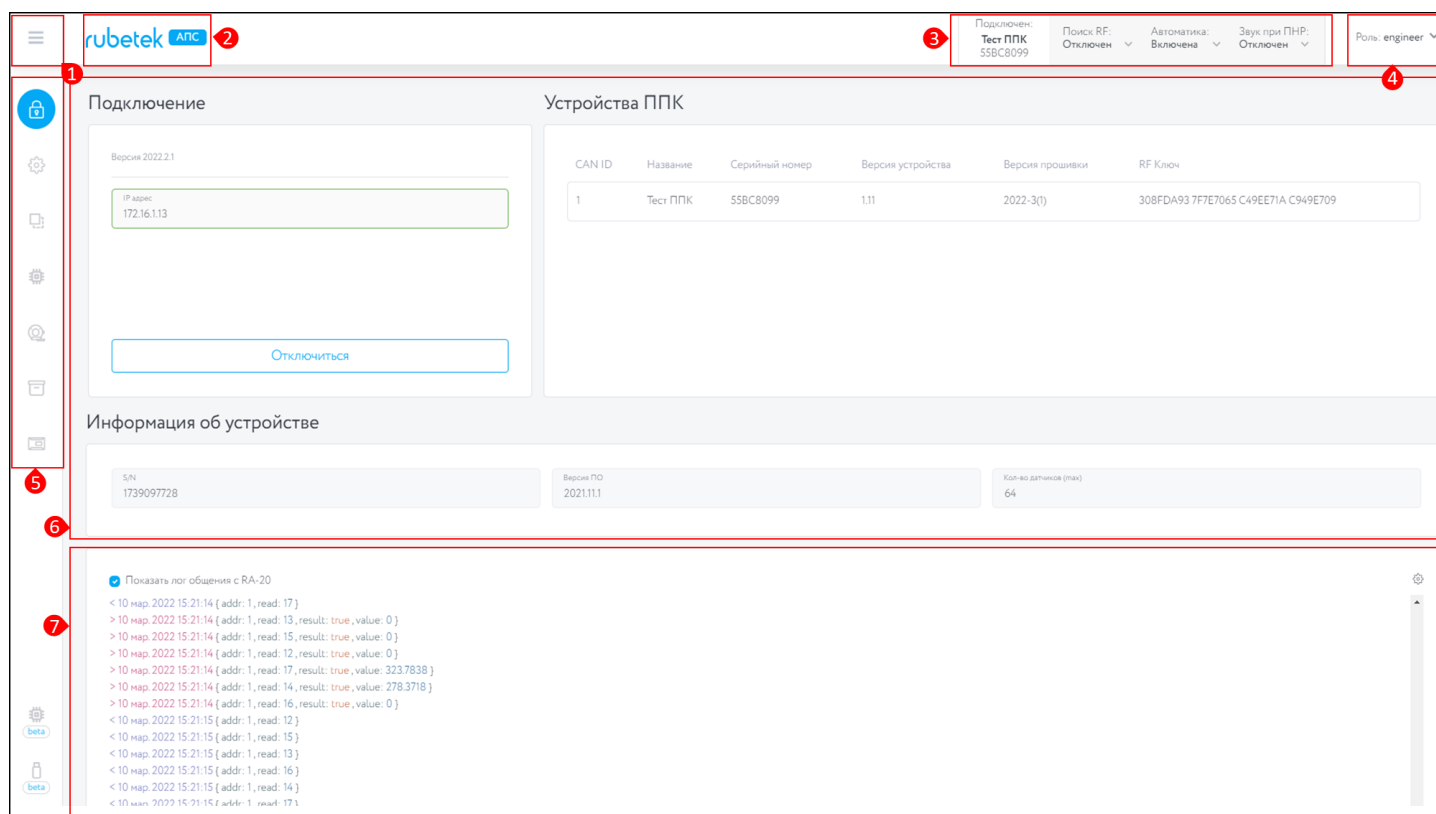 rubetek АПС 2
3
Подключен:
Тест ППК
55BC8099
Поиск RF:
Отключен
Автоматика:
Включена
Звук при ПНР:
Отключен
Роль: engineer
4
1
Подключение
Устройства ППК
Версия 2022.2.1
IP адрес
172.16.1.13
Отключиться
CAN ID Название Серийный номер Версия устройства Версия прошивки RF Ключ
1 Тест ППК 55BC8099 1.11 2022-3(1) 308FDA93 7F7E7065 C49EE71A C949E709
Информация об устройстве
5
S/N
1739097728
Версия ПО
2021.11.1
Кол-во датчиков (max)
64
6
Показать лог общения с RA-20
< 10 мар. 2022 15:21:14 { addr: 1 , read: 17 }
> 10 мар. 2022 15:21:14 { addr: 1 , read: 13 , result: true , value: 0 }
7
> 10 мар. 2022 15:21:14 { addr: 1 , read: 15 , result: true , value: 0 }
> 10 мар. 2022 15:21:14 { addr: 1 , read: 12 , result: true , value: 0 }
> 10 мар. 2022 15:21:14 { addr: 1 , read: 17 , result: true , value: 323.7838 }
> 10 мар. 2022 15:21:14 { addr: 1 , read: 14 , result: true , value: 278.3718 }
> 10 мар. 2022 15:21:14 { addr: 1 , read: 16 , result: true , value: 0 }
< 10 мар. 2022 15:21:15 { addr: 1 , read: 12 }
< 10 мар. 2022 15:21:15 { addr: 1 , read: 15 }
< 10 мар. 2022 15:21:15 { addr: 1 , read: 13 }
< 10 мар. 2022 15:21:15 { addr: 1 , read: 16 }
< 10 мар. 2022 15:21:15 { addr: 1 , read: 14 }
< 10 мар. 2022 15:21:15 { addr: 1 , read: 17 }
beta
beta